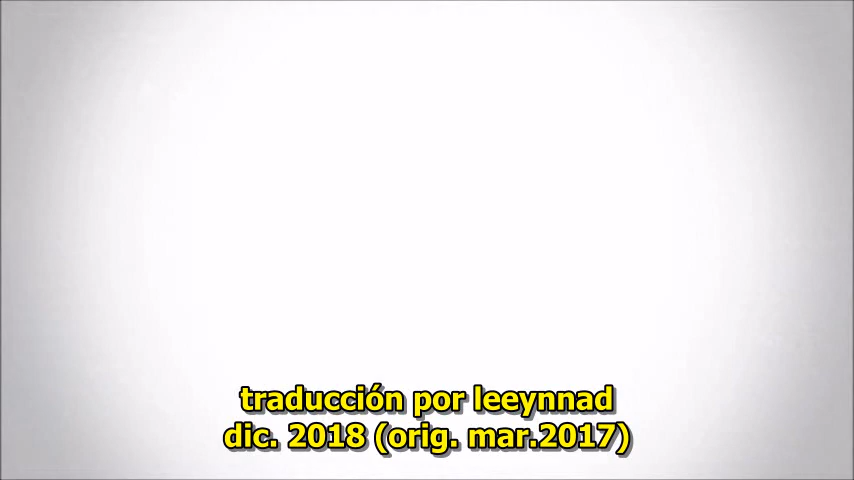 traducción por leeynnad
dic. 2018 (orig. mar.2017)